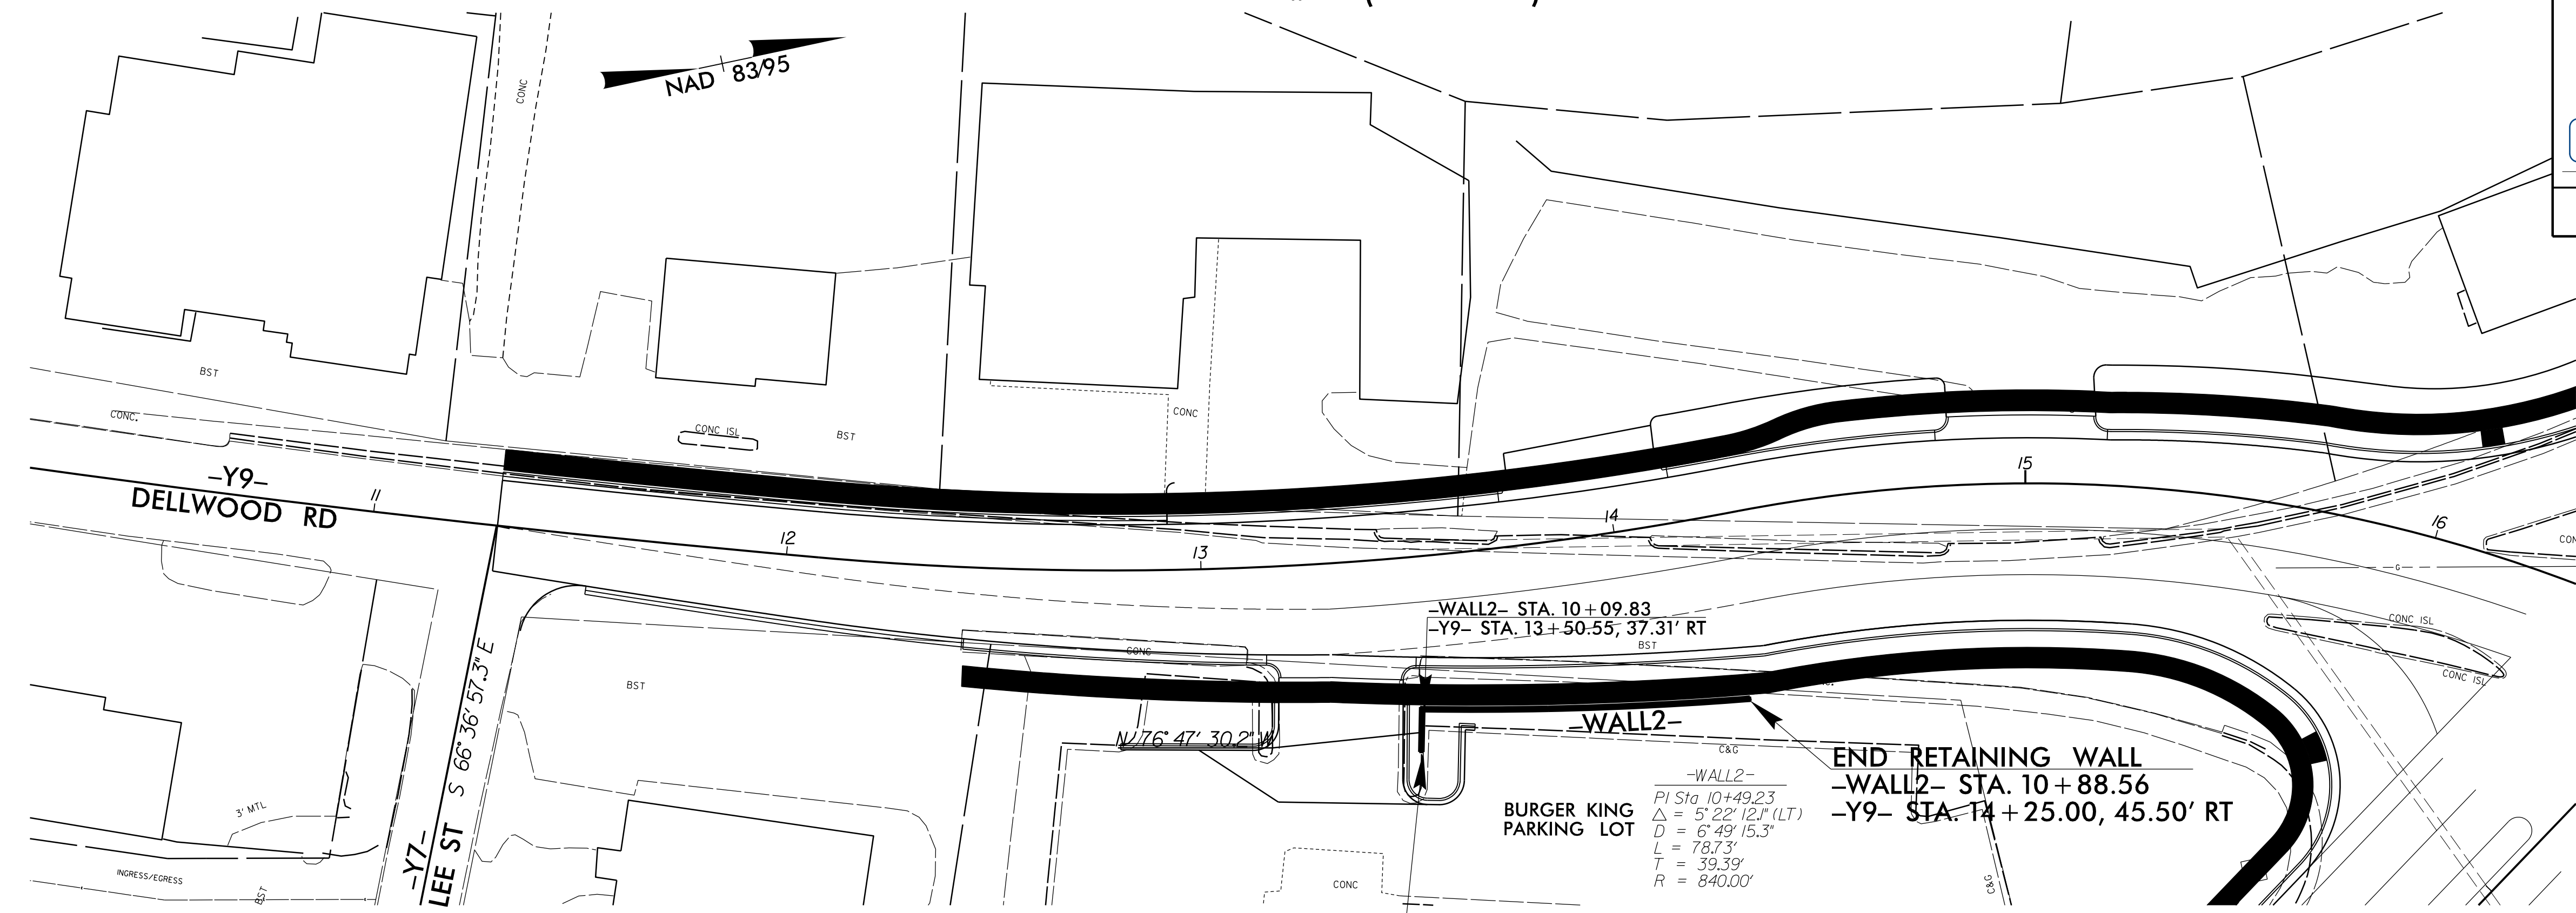 CONC
NAD 83/95
BST
CONC.
CONC ISL
BST
CONC
-Y9-
DELLWOOD RD
11
12
13
14
15
16
CON
G
-WALL2- STA. 10+09.83
-Y9- STA. 13+50.55, 37.31' RT
BST
CONC
CONC ISL
CONC ISL
BST
S 66° 36' 57.3" E
N 76° 47' 30.2" W
-WALL2-
C&G
END RETAINING WALL
-WALL2- STA. 10+88.56
-Y9- STA. 14+25.00, 45.50' RT
BURGER KING
PARKING LOT
-WALL2-
PI Sta 10+49.23
△ = 5° 22' 12.1" (LT)
D = 6° 49' 15.3"
L = 78.73'
T = 39.39'
R = 840.00'
3' MTL
-Y7-
LEE ST
INGRESS/EGRESS
BST
CONC
C&G